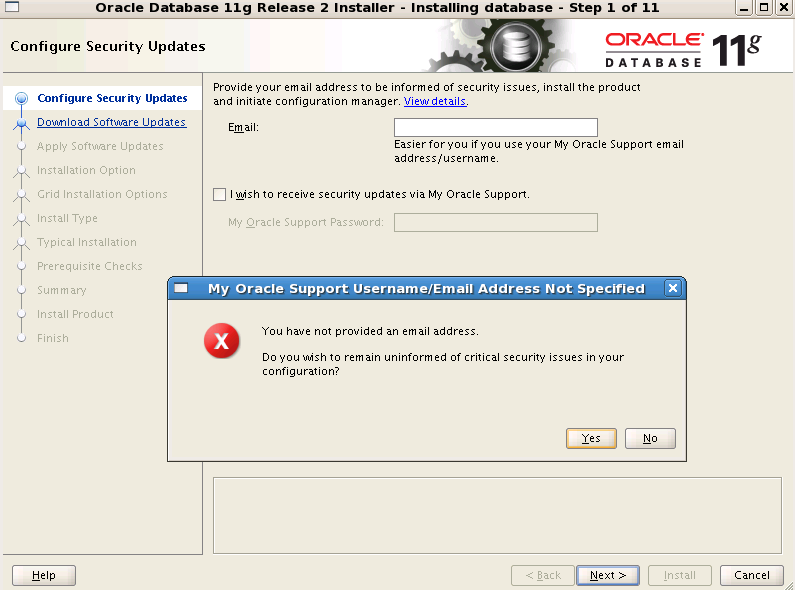 Oracle Database 11g Release 2 Installer - Installing database - Step 1 of 11
Configure Security Updates
ORACLE
DATABASE
11g
Configure Security Updates
Download Software Updates
Apply Software Updates
Installation Option
Grid Installation Options
Install Type
Typical Installation
Prerequisite Checks
Summary
Install Product
Finish
Provide your email address to be informed of security issues, install the product
and initiate configuration manager. View details.
Email:
Easier for you if you use your My Oracle Support email
address/username.
I wish to receive security updates via My Oracle Support.
My Oracle Support Password:
My Oracle Support Username/Email Address Not Specified
You have not provided an email address.
Do you wish to remain uninformed of critical security issues in your
configuration?
Yes
No
Help
< Back
Next >
Install
Cancel